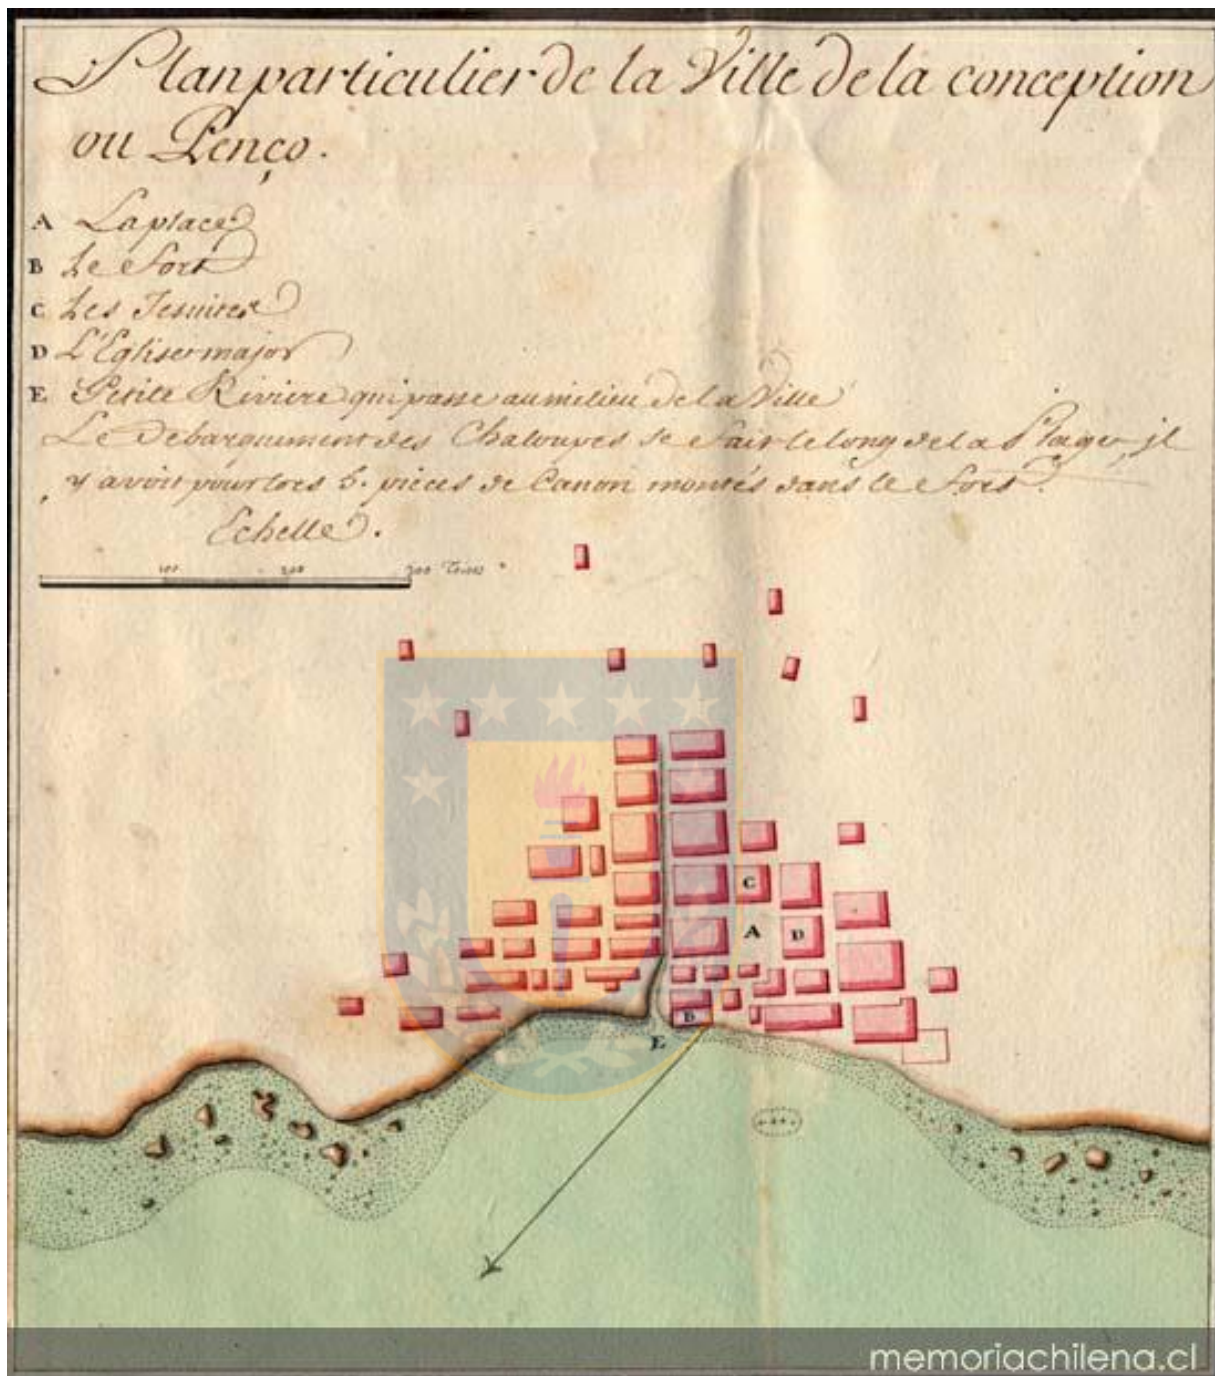 Plan particulier de la Ville de la conception
ou Penço.
A La place
B Le Fort
C Les Jesuites
D L'Eglise major
E Petite Riviere qui passe au milieu de la Ville
Le Debarquement des Chaloupes se fait le long de la Plage, il
y avoit pour lors 5. pieces de Canon montés dans le Fort.
Echelle.
100 200 300 Toises
C
A D
B
E
memoriachilena.cl